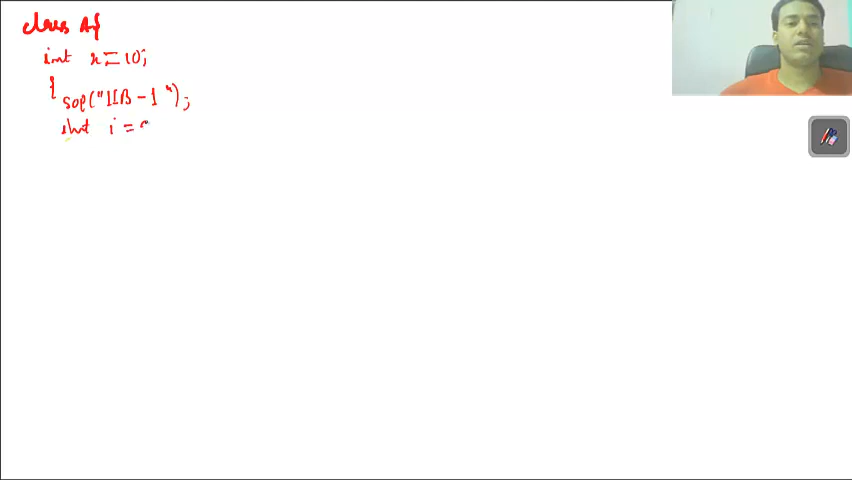 class A{
int x = 10;
{
sop("IIB - 1");
int i =